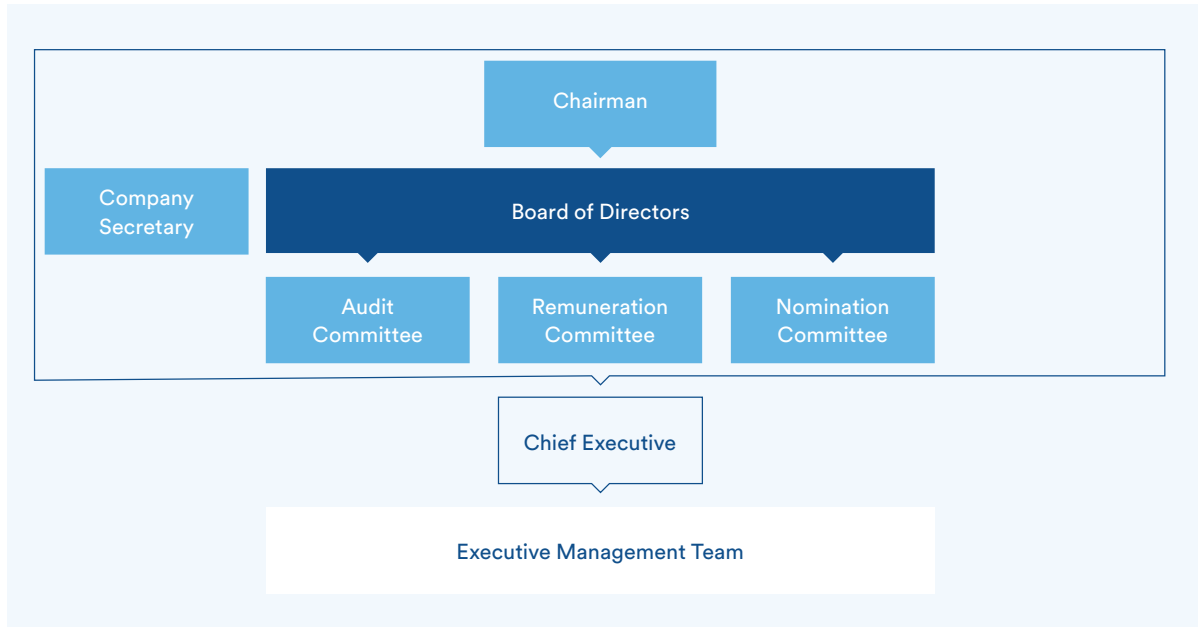 Chairman
Company
Secretary
Board of Directors
Audit
Committee
Remuneration
Committee
Nomination
Committee
Chief Executive
Executive Management Team